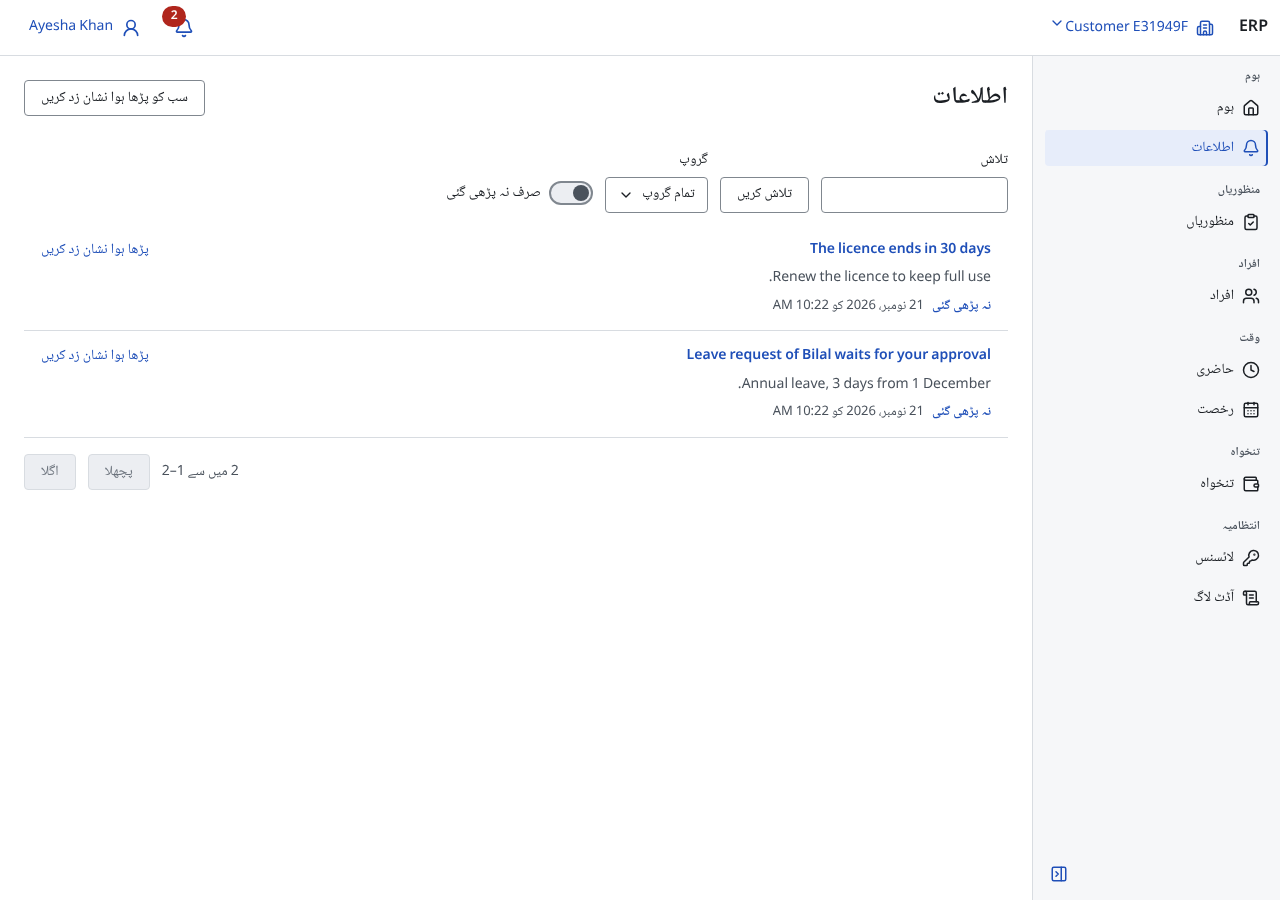 ERP
Customer E31949F
2
Ayesha Khan
ہوم
ہوم
اطلاعات
منظوریاں
منظوریاں
افراد
افراد
وقت
حاضری
رخصت
تنخواہ
تنخواہ
انتظامیہ
لائسنس
آڈٹ لاگ
اطلاعات
سب کو پڑھا ہوا نشان زد کریں
تلاش
تلاش کریں
گروپ
تمام گروپ
صرف نہ پڑھی گئی
The licence ends in 30 days
پڑھا ہوا نشان زد کریں
Renew the licence to keep full use.
نہ پڑھی گئی 21 نومبر، 2026 کو 10:22 AM
Leave request of Bilal waits for your approval
پڑھا ہوا نشان زد کریں
Annual leave, 3 days from 1 December.
نہ پڑھی گئی 21 نومبر، 2026 کو 10:22 AM
2 میں سے 1–2
پچھلا
اگلا